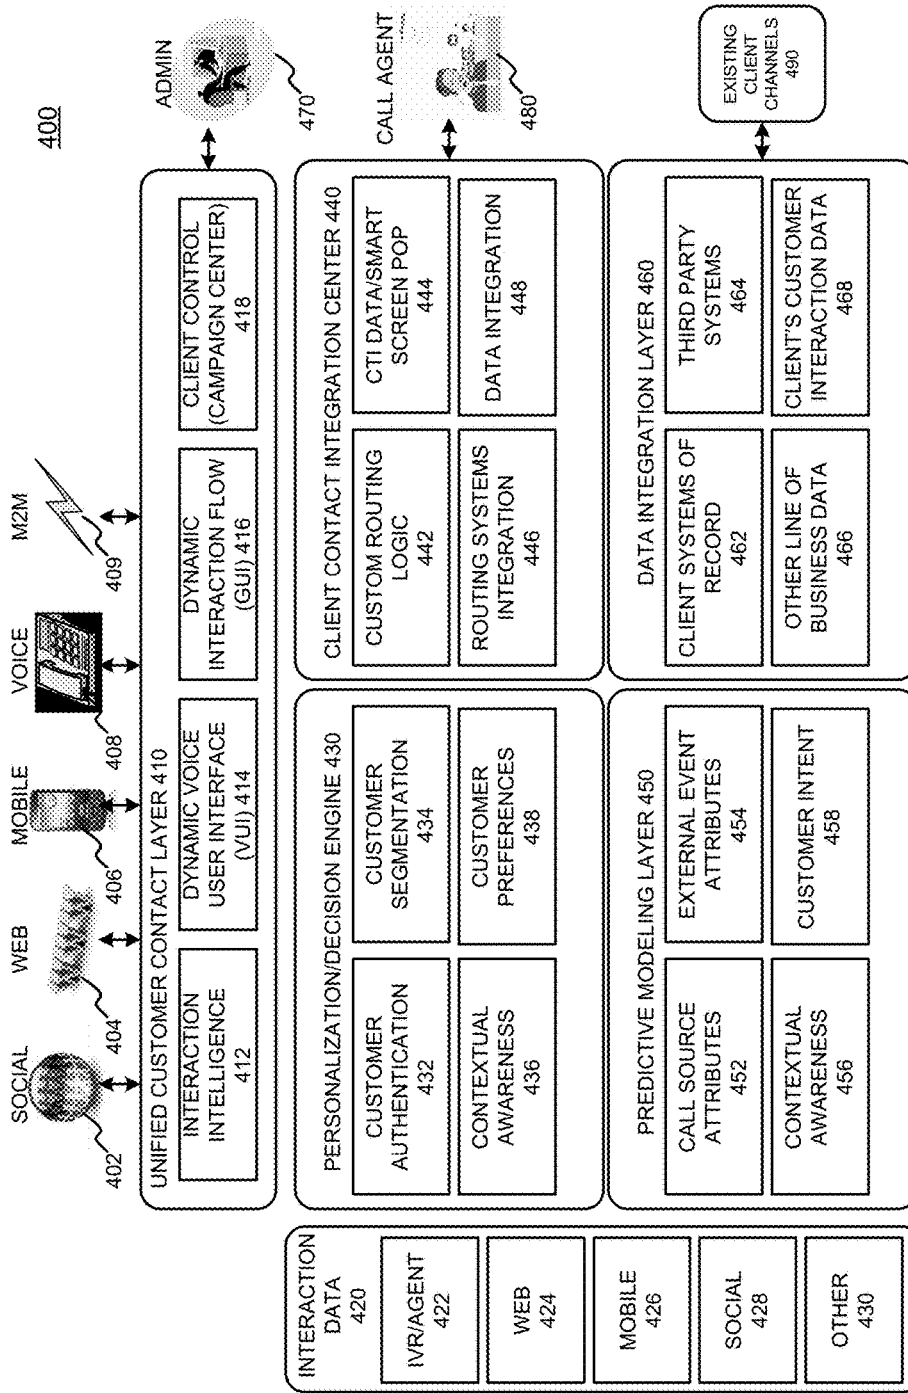 400
SOCIAL
402
WEB
404
MOBILE
406
VOICE
408
M2M
409
ADMIN
470
UNIFIED CUSTOMER CONTACT LAYER 410
INTERACTION
INTELLIGENCE
412
DYNAMIC VOICE
USER INTERFACE
(VUI) 414
DYNAMIC
INTERACTION FLOW
(GUI) 416
CLIENT CONTROL
(CAMPAIGN CENTER)
418
INTERACTION
DATA
420
IVR/AGENT
422
WEB
424
MOBILE
426
SOCIAL
428
OTHER
430
PERSONALIZATION/DECISION ENGINE 430
CUSTOMER
AUTHENTICATION
432
CUSTOMER
SEGMENTATION
434
CONTEXTUAL
AWARENESS
436
CUSTOMER
PREFERENCES
438
CLIENT CONTACT INTEGRATION CENTER 440
CUSTOM ROUTING
LOGIC
442
CTI DATA/SMART
SCREEN POP
444
ROUTING SYSTEMS
INTEGRATION
446
DATA INTEGRATION
448
CALL AGENT
480
PREDICTIVE MODELING LAYER 450
CALL SOURCE
ATTRIBUTES
452
EXTERNAL EVENT
ATTRIBUTES
454
CONTEXTUAL
AWARENESS
456
CUSTOMER INTENT
458
DATA INTEGRATION LAYER 460
CLIENT SYSTEMS OF
RECORD
462
THIRD PARTY
SYSTEMS
464
OTHER LINE OF
BUSINESS DATA
466
CLIENT'S CUSTOMER
INTERACTION DATA
468
EXISTING
CLIENT
CHANNELS
490